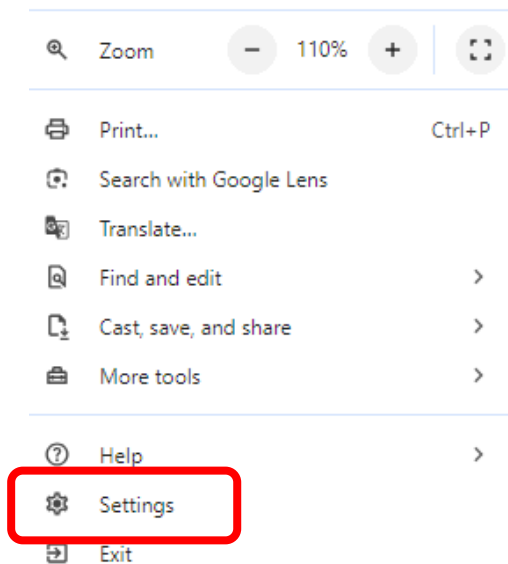 Zoom − 110% +
Print... Ctrl+P
Search with Google Lens
Translate...
Find and edit
Cast, save, and share
More tools
Help
Settings
Exit